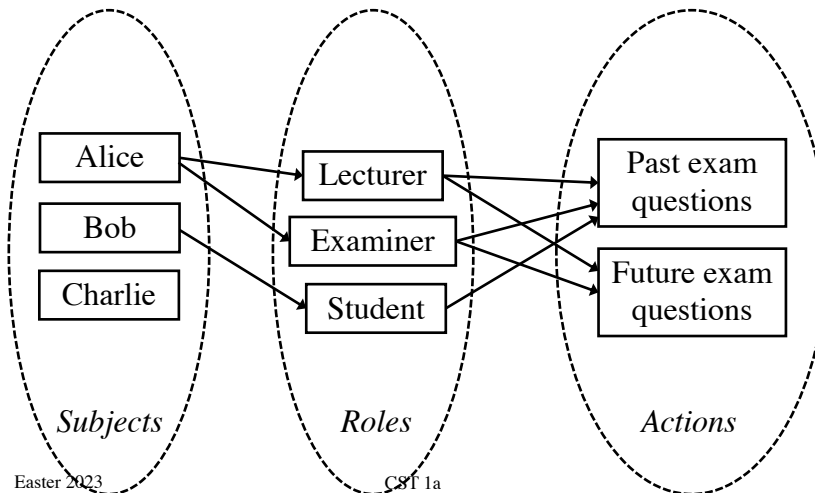 Alice
Bob
Charlie
Subjects
Lecturer
Examiner
Student
Roles
Past exam
questions
Future exam
questions
Actions
Easter 2023
CST 1a